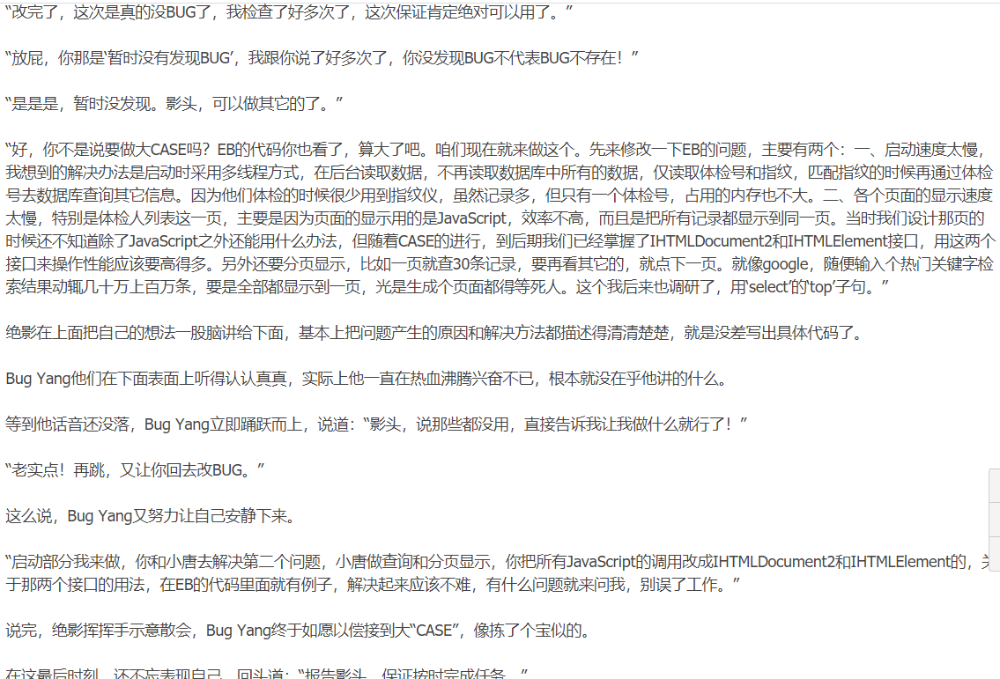 “改完了，这次是真的没BUG了，我检查了好多次了，这次保证肯定绝对可以用了。”
“放屁，你那是‘暂时没有发现BUG’，我跟你说了好多次了，你没发现BUG不代表BUG不存在！”
“是是是，暂时没发现。影头，可以做其它的了。”
“好，你不是说要做大CASE吗？EB的代码你也看了，算大了吧。咱们现在就来做这个。先来修改一下EB的问题，主要有两个：一、启动速度太慢，
我想到的解决办法是启动时采用多线程方式，在后台读取数据，不再读取数据库中所有的数据，仅读取体检号和指纹，匹配指纹的时候再通过体检
号去数据库查询其它信息。因为他们体检的时候很少用到指纹仪，虽然记录多，但只有一个体检号，占用的内存也不大。二、各个页面的显示速度
太慢，特别是体检人列表这一页，主要是因为页面的显示用的是JavaScript，效率不高，而且是把所有记录都显示到同一页。当时我们设计那页的
时候还不知道除了JavaScript之外还能用什么办法，但随着CASE的进行，到后期我们已经掌握了IHTMLDocument2和IHTMLElement接口，用这两个
接口来操作性能应该要高得多。另外还要分页显示，比如一页就查30条记录，要再看其它的，就点下一页。就像google，随便输入个热门关键字检
索结果动辄几十万上百万条，要是全部都显示到一页，光是生成个页面都得等死人。这个我后来也调研了，用‘select’的‘top’子句。”
绝影在上面把自己的想法一股脑讲给下面，基本上把问题产生的原因和解决方法都描述得清清楚楚，就是没差写出具体代码了。
Bug Yang他们在下面表面上听得认认真真，实际上他一直在热血沸腾兴奋不已，根本就没在乎他讲的什么。
等到他话音还没落，Bug Yang立即踊跃而上，说道：“影头，说那些都没用，直接告诉我让我做什么就行了！”
“老实点！再跳，又让你回去改BUG。”
这么说，Bug Yang又努力让自己安静下来。
“启动部分我来做，你和小唐去解决第二个问题，小唐做查询和分页显示，你把所有JavaScript的调用改成IHTMLDocument2和IHTMLElement的，关
于那两个接口的用法，在EB的代码里面就有例子，解决起来应该不难，有什么问题就来问我，别误了工作。”
说完，绝影挥挥手示意散会，Bug Yang终于如愿以偿接到大“CASE”，像拣了个宝似的。
在这最后时刻，还不忘表现自己，回头道：“报告影头，保证按时完成任务。”